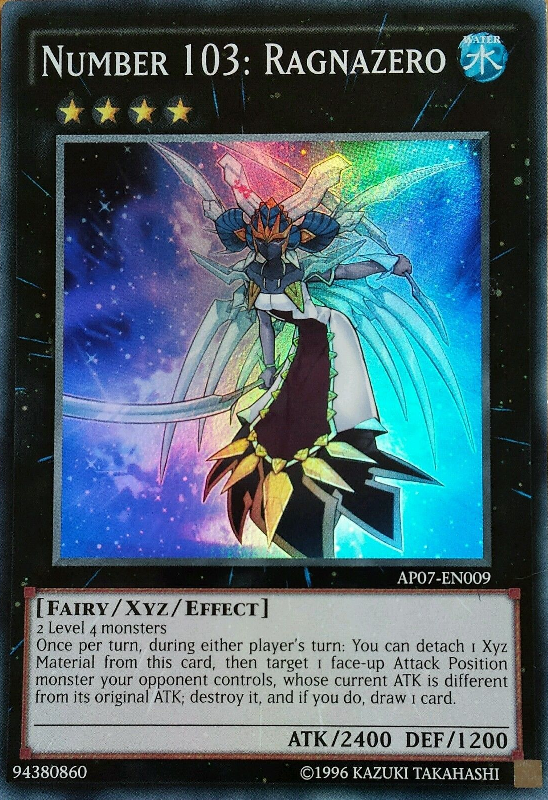 NUMBER 103: RAGNAZERO
WATER
水
AP07-EN009
[FAIRY/XYZ/EFFECT]
2 Level 4 monsters
Once per turn, during either player's turn: You can detach 1 Xyz
Material from this card, then target 1 face-up Attack Position
monster your opponent controls, whose current ATK is different
from its original ATK; destroy it, and if you do, draw 1 card.
ATK/2400 DEF/1200
94380860
©1996 KAZUKI TAKAHASHI